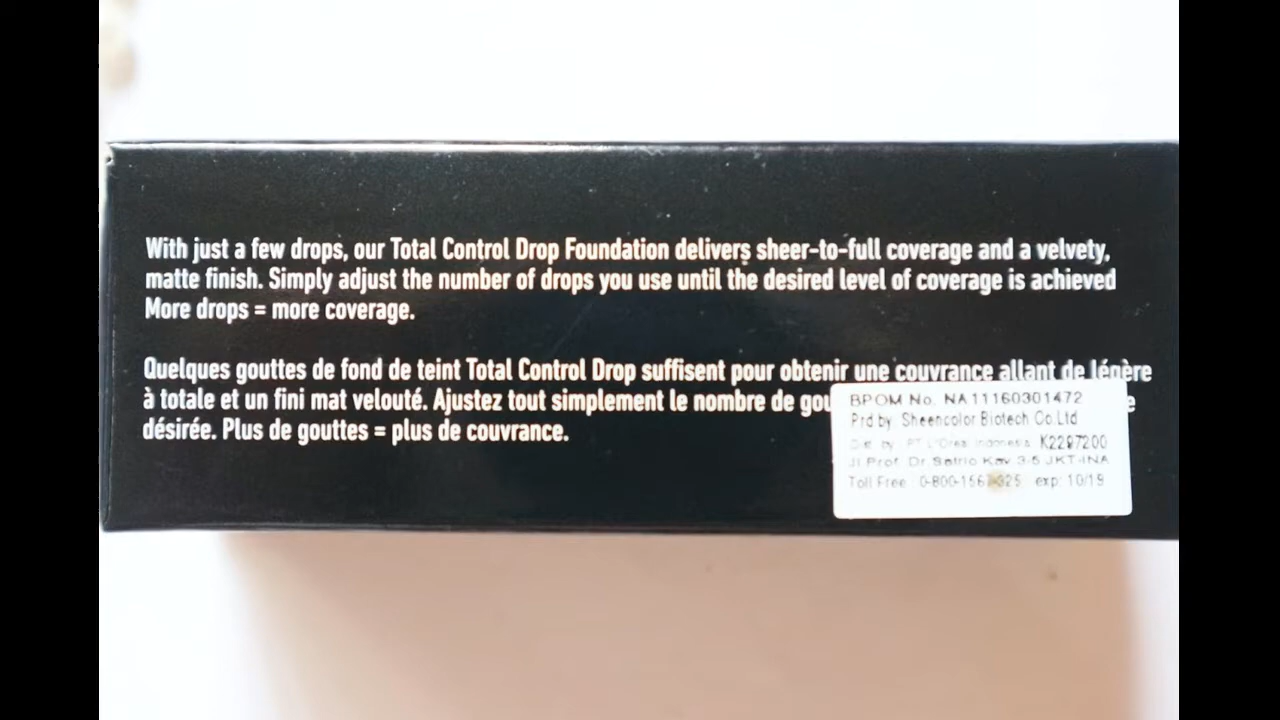 With just a few drops, our Total Control Drop Foundation delivers sheer-to-full coverage and a velvety,
matte finish. Simply adjust the number of drops you use until the desired level of coverage is achieved
More drops = more coverage.
Quelques gouttes de fond de teint Total Control Drop suffisent pour obtenir une couvrance allant de légère
à totale et un fini mat velouté. Ajustez tout simplement le nombre de gou
désirée. Plus de gouttes = plus de couvrance.
BPOM No. NA11160301472
Prd by Sheencolor Biotech Co.Ltd
Dist. by PT L'Oreal Indonesia K2297200
Jl Prof. Dr Satrio Kav 3-5 JKT-INA
Toll Free : 0-800-1567-325 exp: 10/19